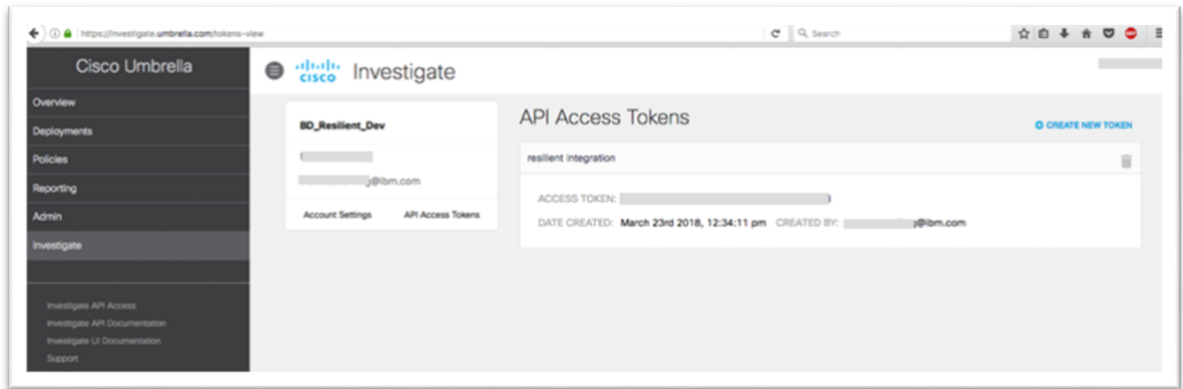 https://investigate.umbrella.com/tokens-view
Search
Cisco Umbrella
CISCO Investigate
Overview
Deployments
Policies
Reporting
Admin
Investigate
Investigate API Access
Investigate API Documentation
Investigate UI Documentation
Support
BD_Resilient_Dev
@ibm.com
Account Settings API Access Tokens
API Access Tokens
CREATE NEW TOKEN
resilient integration
ACCESS TOKEN:
DATE CREATED: March 23rd 2018, 12:34:11 pm CREATED BY: @ibm.com